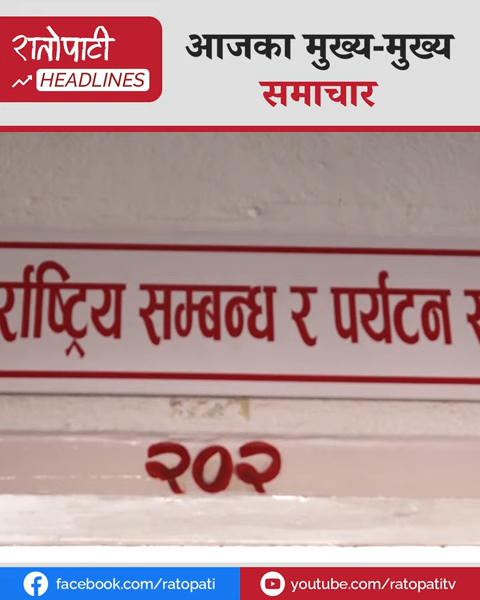 रातोपाटी
HEADLINES
आजका मुख्य-मुख्य
समाचार
र्राष्ट्रिय सम्बन्ध र पर्यटन
२०२
facebook.com/ratopati
youtube.com/ratopatitv